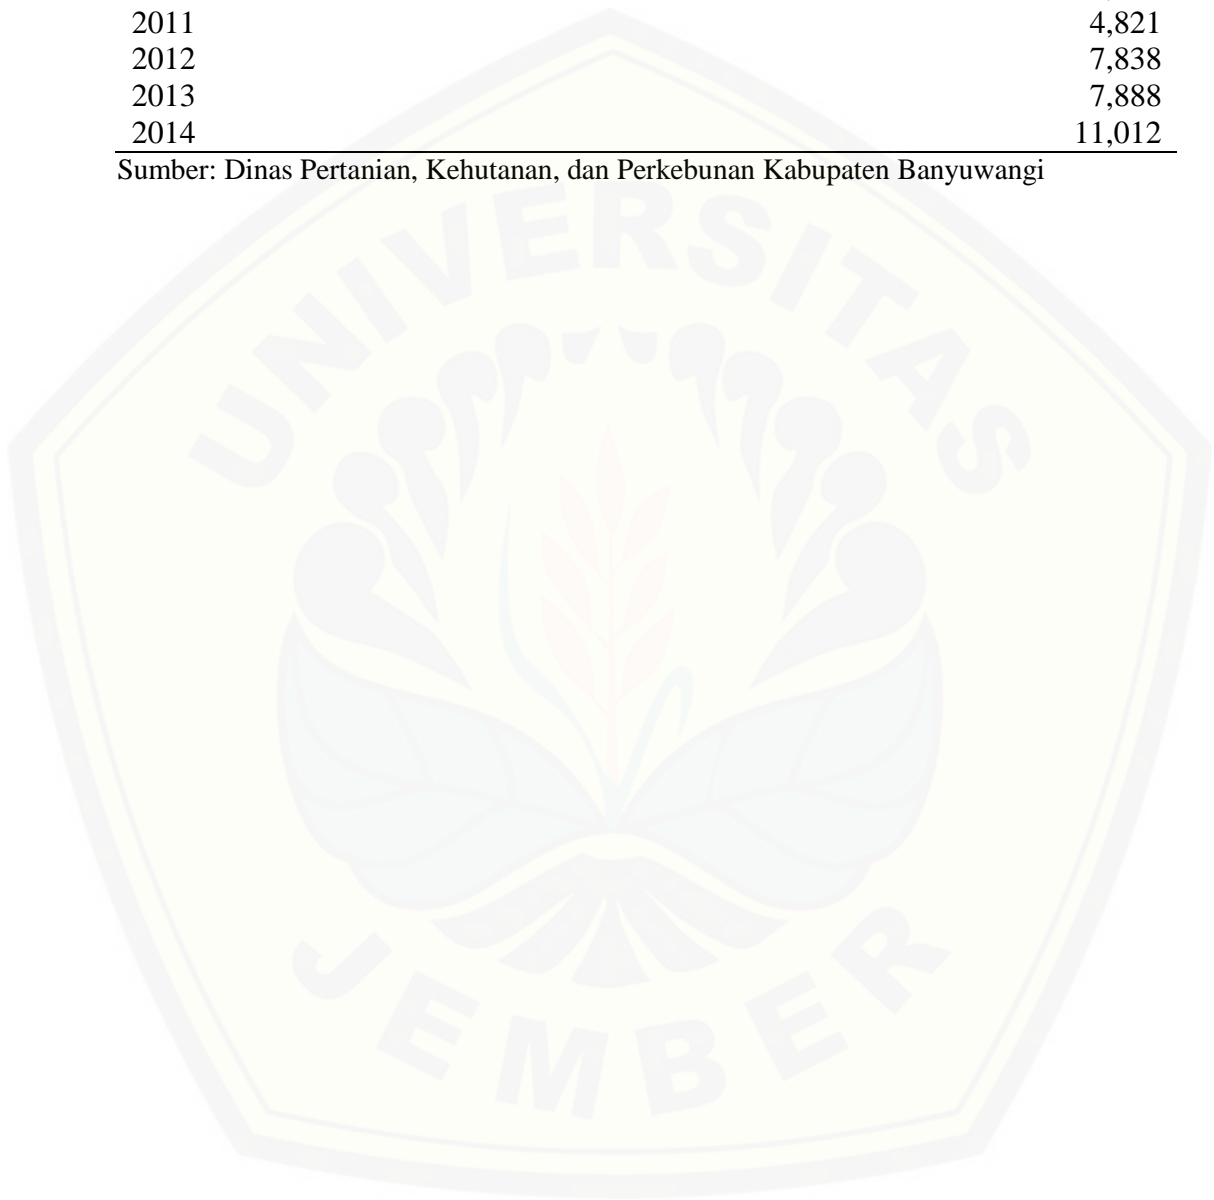 2011 4,821
2012 7,838
2013 7,888
2014 11,012
Sumber: Dinas Pertanian, Kehutanan, dan Perkebunan Kabupaten Banyuwangi
UNIVERSITAS
JEMBER